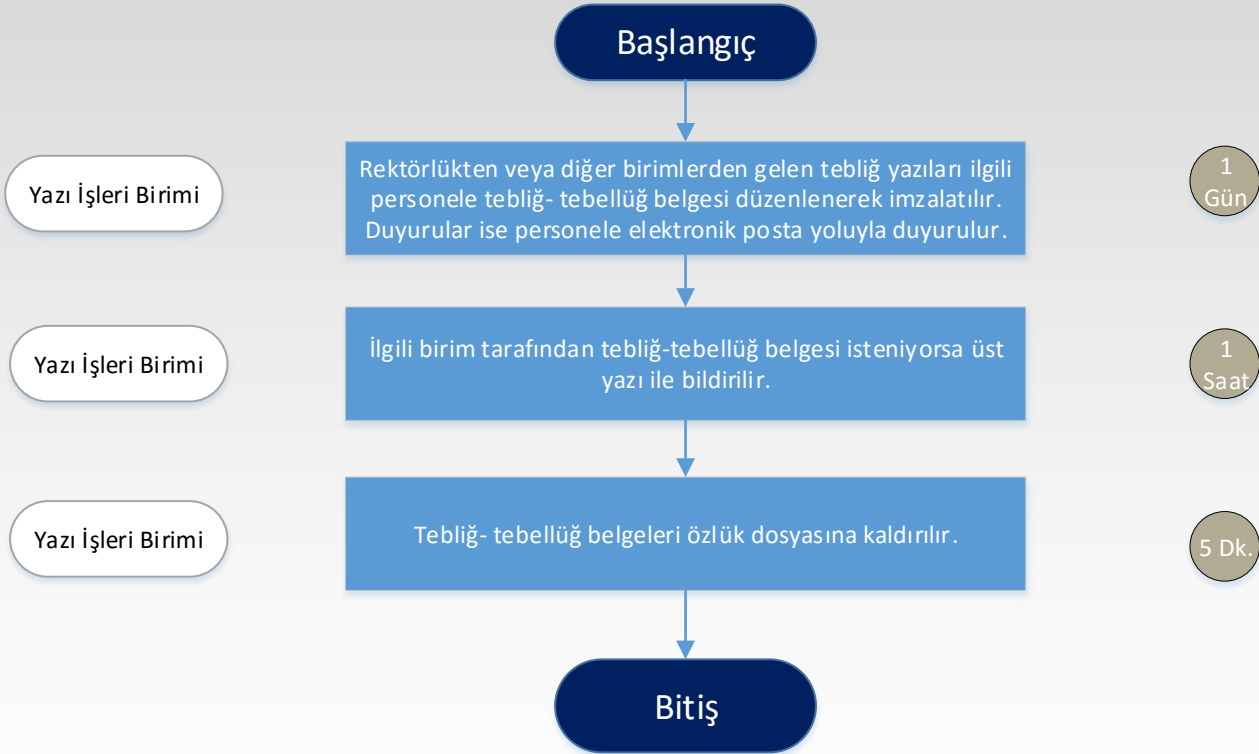 Başlangıç
Yazı İşleri Birimi
Rektörlükten veya diğer birimlerden gelen tebliğ yazıları ilgili
personele tebliğ- tebellüğ belgesi düzenlenerek imzalatılır.
Duyurular ise personele elektronik posta yoluyla duyurulur.
1
Gün
Yazı İşleri Birimi
İlgili birim tarafından tebliğ-tebellüğ belgesi isteniyorsa üst
yazı ile bildirilir.
1
Saat
Yazı İşleri Birimi
Tebliğ- tebellüğ belgeleri özlük dosyasına kaldırılır.
5 Dk.
Bitiş